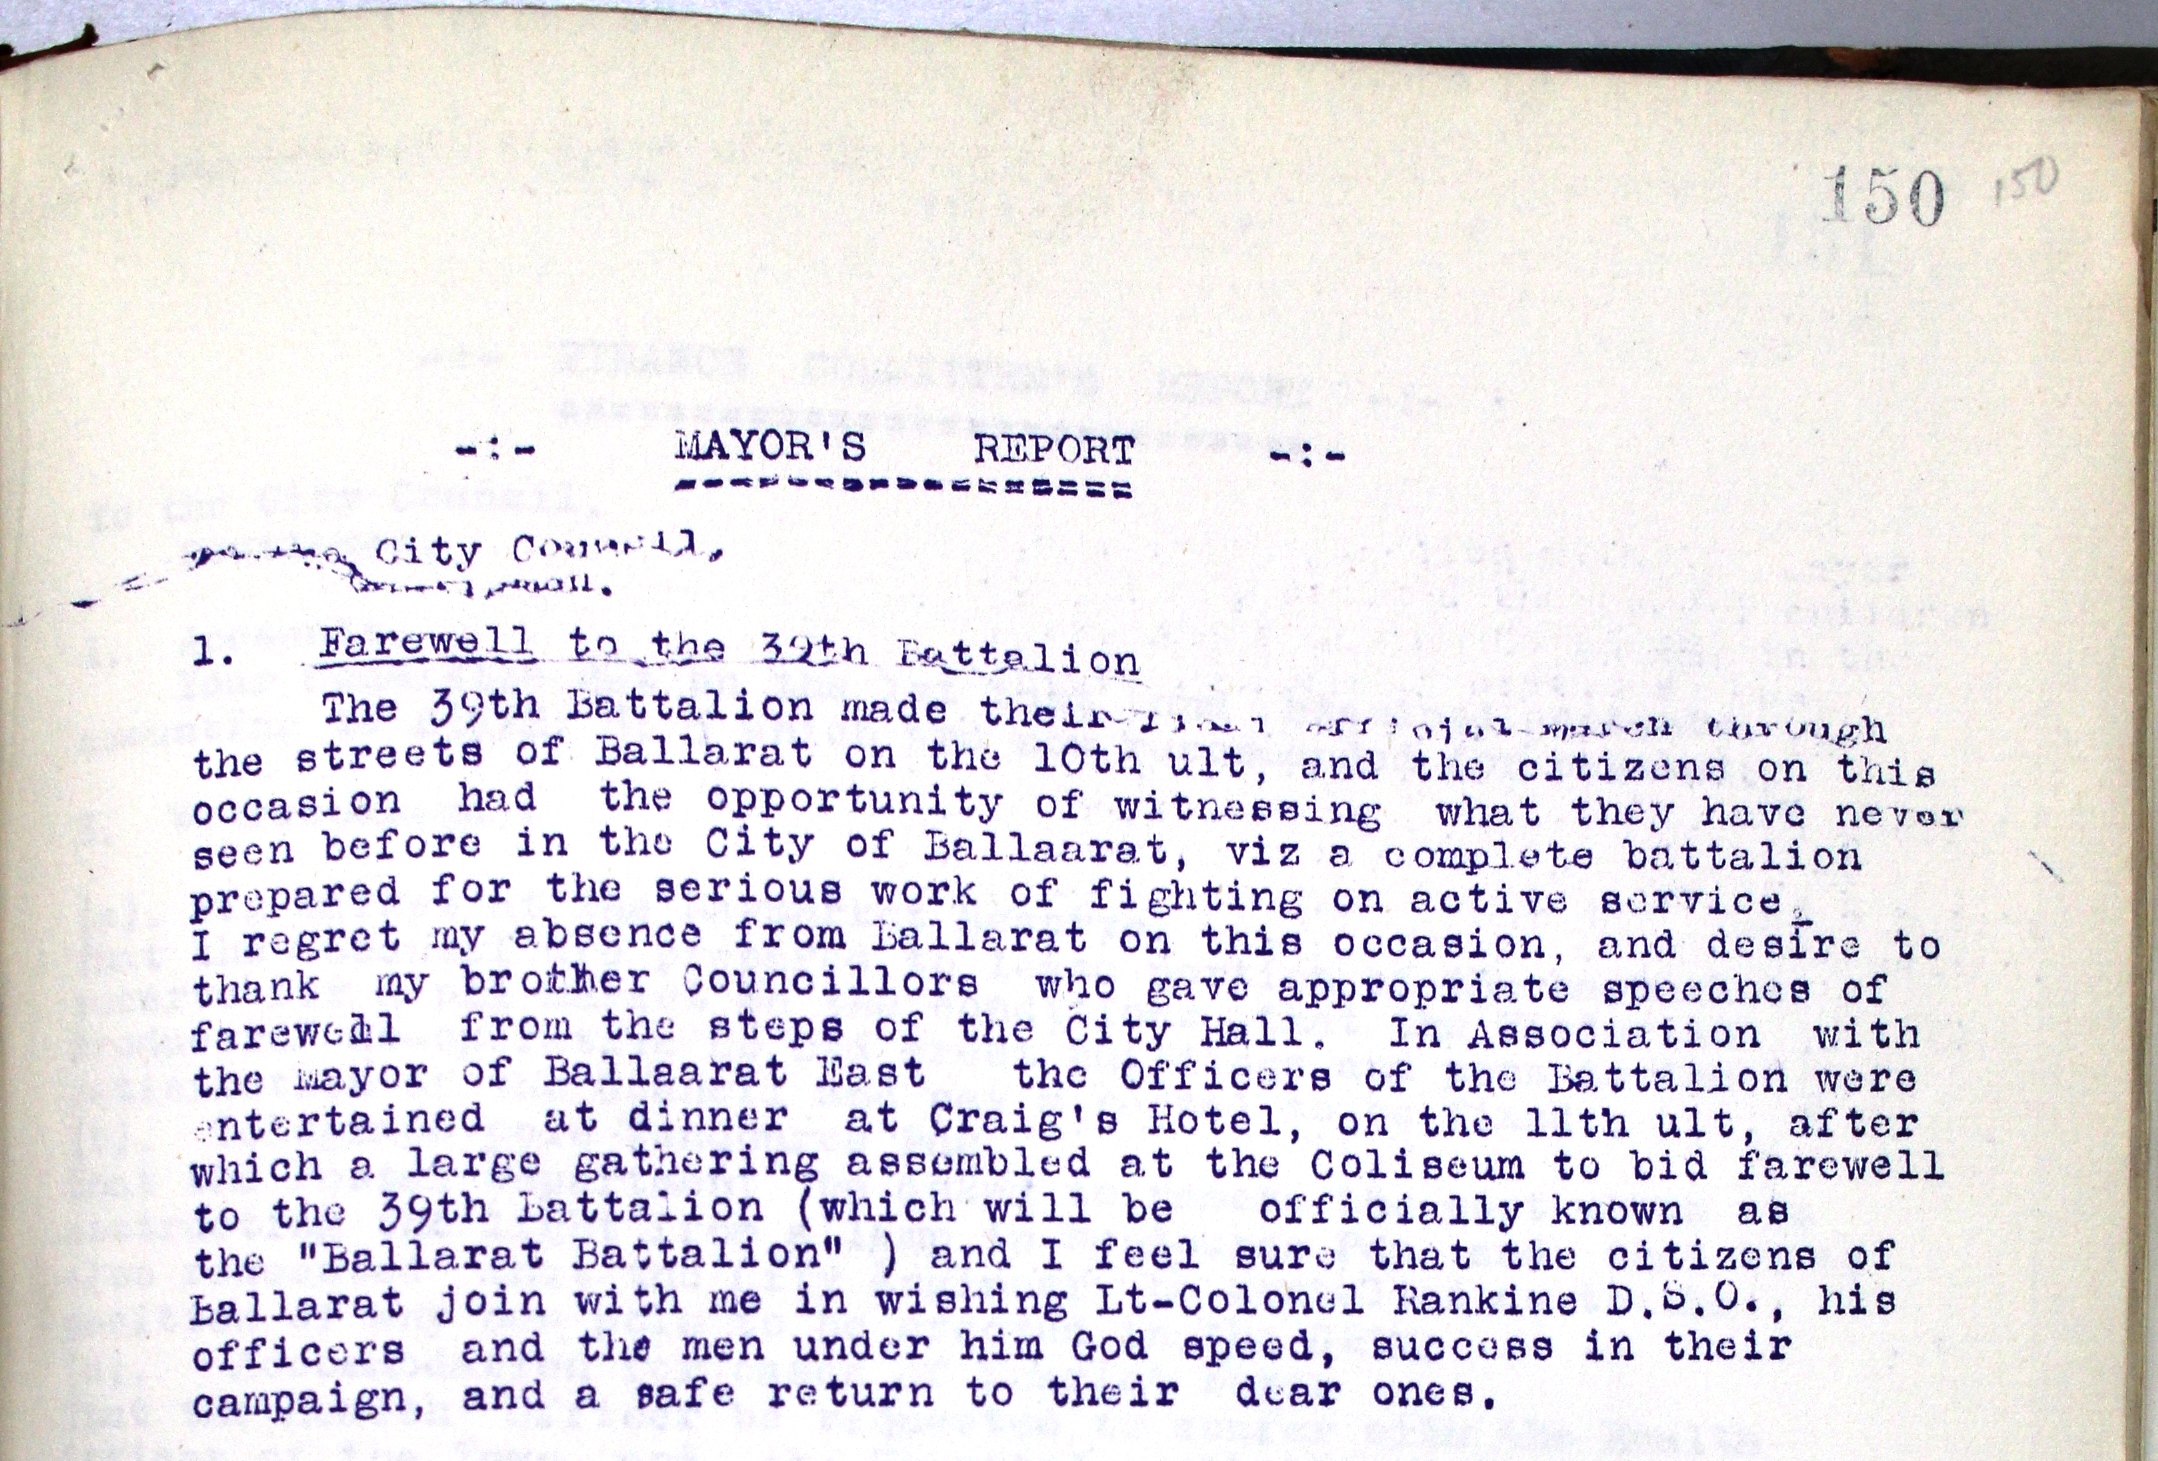 150 150
-:- MAYOR'S REPORT -:-
City Council,
1. Farewell to the 39th Battalion
The 39th Battalion made their official march through
the streets of Ballarat on the 10th ult, and the citizens on this
occasion had the opportunity of witnessing what they have never
seen before in the City of Ballaarat, viz a complete battalion
prepared for the serious work of fighting on active service.
I regret my absence from Ballarat on this occasion, and desire to
thank my brother Councillors who gave appropriate speeches of
farewell from the steps of the City Hall. In Association with
the Mayor of Ballaarat East the Officers of the Battalion were
entertained at dinner at Craig's Hotel, on the 11th ult, after
which a large gathering assembled at the Coliseum to bid farewell
to the 39th Battalion (which will be officially known as
the "Ballarat Battalion" ) and I feel sure that the citizens of
Ballarat join with me in wishing Lt-Colonel Rankine D.S.O., his
officers and the men under him God speed, success in their
campaign, and a safe return to their dear ones.